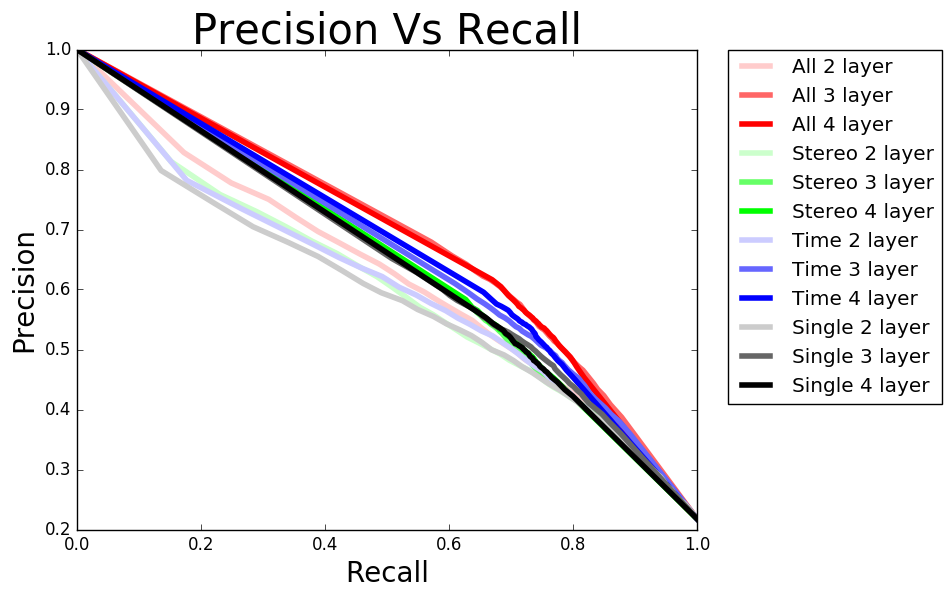 Precision Vs Recall
1.0
0.9
0.8
0.7
0.6
0.5
0.4
0.3
0.2
Precision
0.0 0.2 0.4 0.6 0.8 1.0
Recall
All 2 layer
All 3 layer
All 4 layer
Stereo 2 layer
Stereo 3 layer
Stereo 4 layer
Time 2 layer
Time 3 layer
Time 4 layer
Single 2 layer
Single 3 layer
Single 4 layer